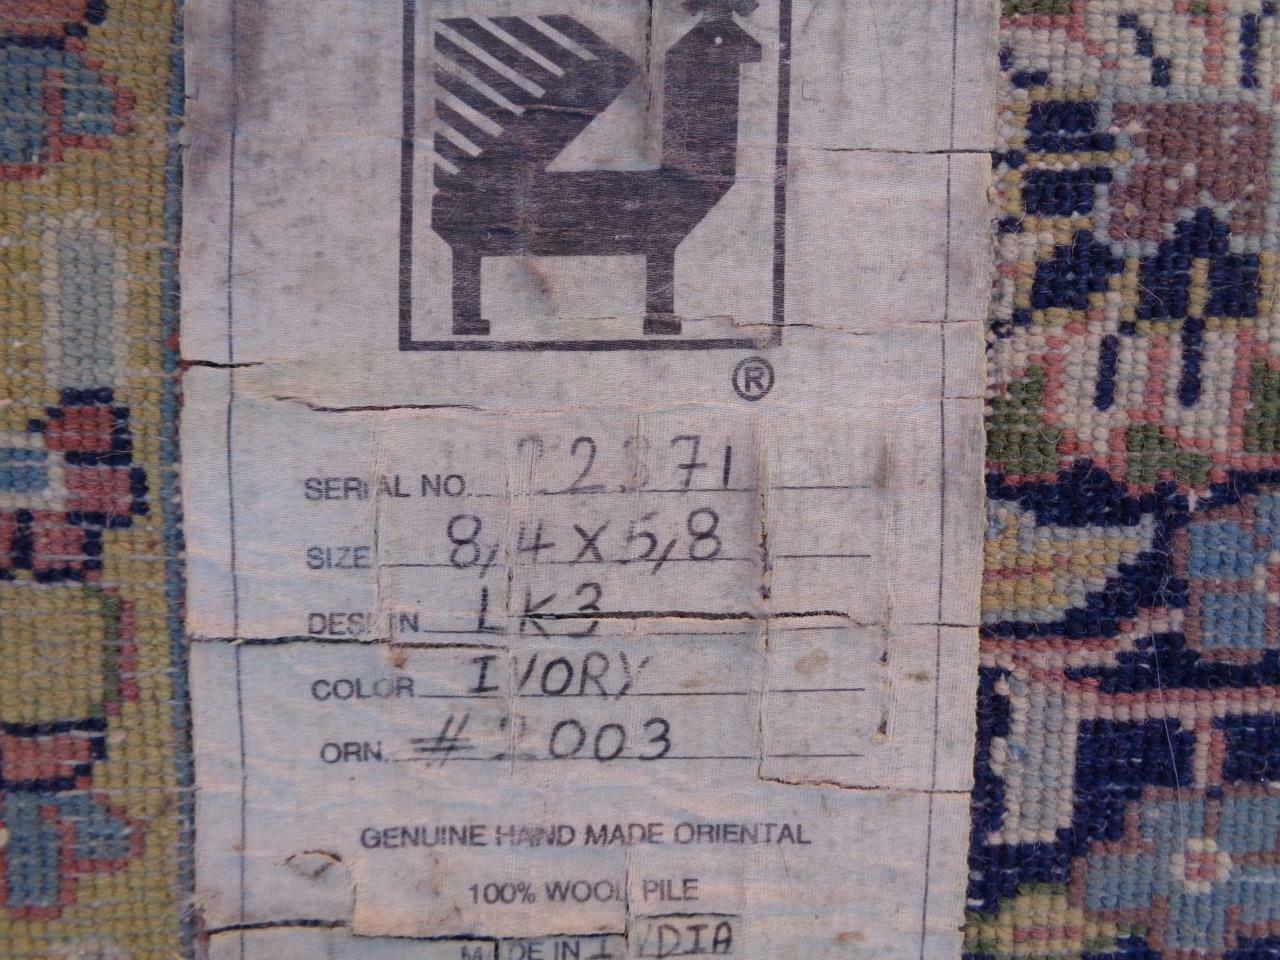 ®
SERIAL NO. 22371
SIZE 8,4 X 5,8
DESIGN LK3
COLOR IVORY
ORN. # 2003
GENUINE HAND MADE ORIENTAL
100% WOOL PILE
MADE IN INDIA